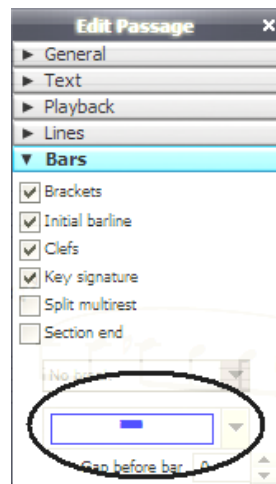 Edit Passage ×
General
Text
Playback
Lines
Bars
Brackets
Initial barline
Clefs
Key signature
Split multirest
Section end
No break
Gap before bar 0